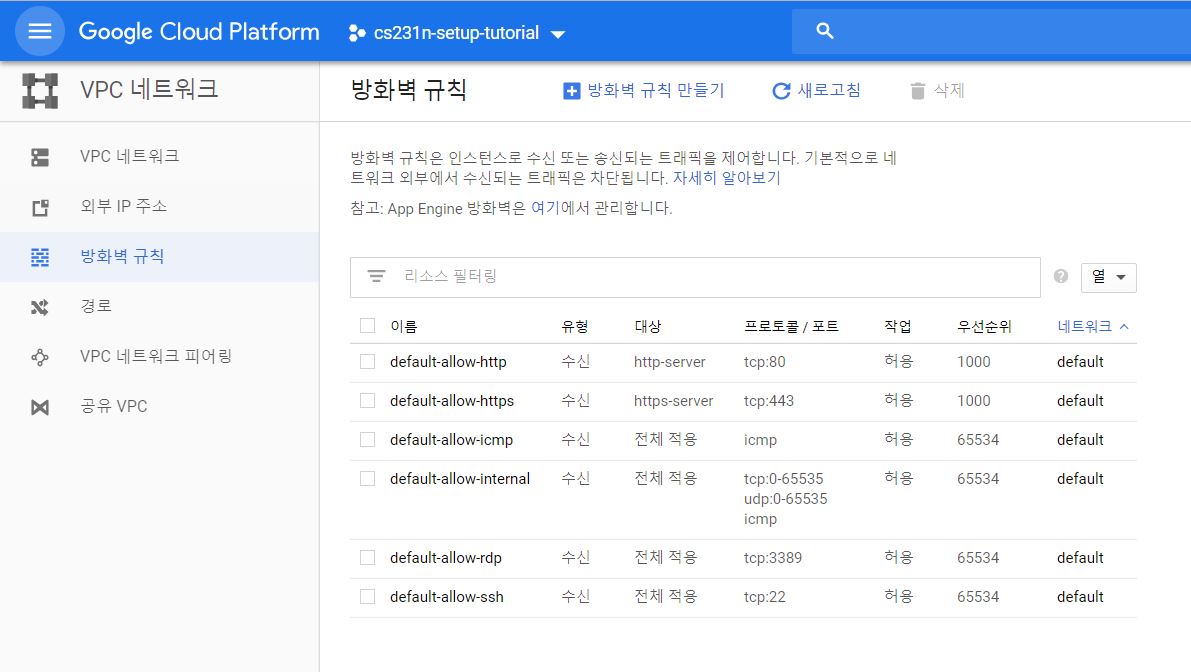 Google Cloud Platform
cs231n-setup-tutorial
VPC 네트워크
방화벽 규칙
방화벽 규칙 만들기
새로고침
삭제
VPC 네트워크
외부 IP 주소
방화벽 규칙
경로
VPC 네트워크 피어링
공유 VPC
방화벽 규칙은 인스턴스로 수신 또는 송신되는 트래픽을 제어합니다. 기본적으로 네
트워크 외부에서 수신되는 트래픽은 차단됩니다. 자세히 알아보기
참고: App Engine 방화벽은 여기에서 관리합니다.
리소스 필터링
? 열
이름 유형 대상 프로토콜 / 포트 작업 우선순위 네트워크
default-allow-http 수신 http-server tcp:80 허용 1000 default
default-allow-https 수신 https-server tcp:443 허용 1000 default
default-allow-icmp 수신 전체 적용 icmp 허용 65534 default
default-allow-internal 수신 전체 적용 tcp:0-65535 허용 65534 default
udp:0-65535
icmp
default-allow-rdp 수신 전체 적용 tcp:3389 허용 65534 default
default-allow-ssh 수신 전체 적용 tcp:22 허용 65534 default